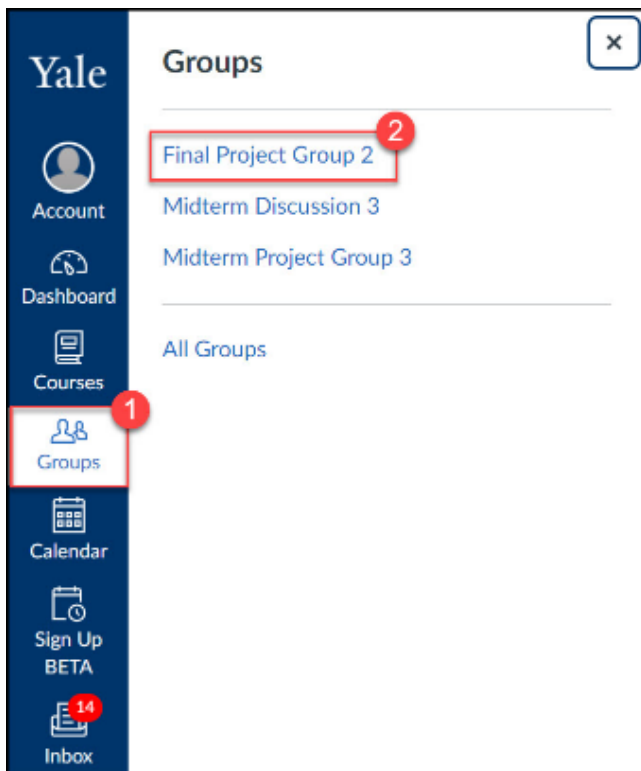 Yale
Account
Dashboard
Courses
1
Groups
Calendar
Sign Up
BETA
14
Inbox
Groups
×
2
Final Project Group 2
Midterm Discussion 3
Midterm Project Group 3
All Groups